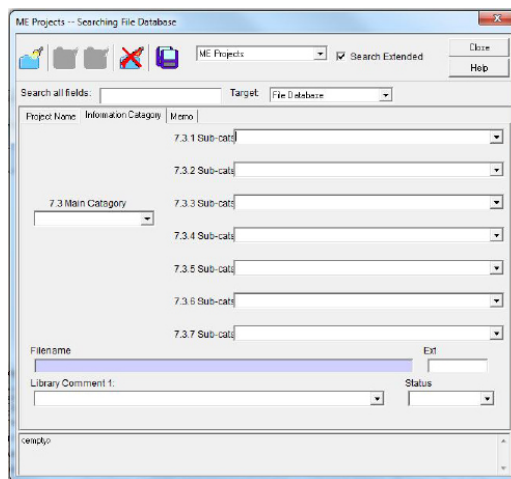 ME Projects -- Searching File Database
ME Projects
Search Extended
Close
Help
Search all fields:
Target:
File Database
Project Name
Information Catagory
Memo
7.3.1 Sub-cats
7.3.2 Sub-cats
7.3 Main Catagory
7.3.3 Sub-cats
7.3.4 Sub-cats
7.3.5 Sub-cats
7.3.6 Sub-cats
7.3.7 Sub-cats
Filename
Ext
Library Comment 1:
Status
<empty>